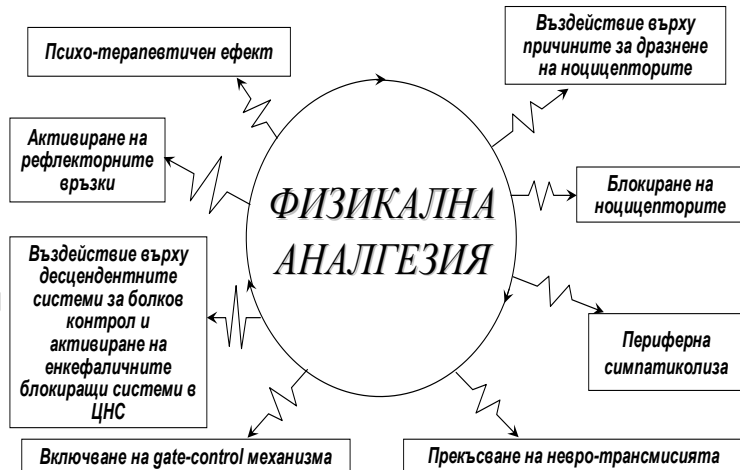 Психо-терапевтичен ефект
Въздействие върху
причините за дразнене
на ноцицепторите
Активиране на
рефлекторните
връзки
ФИЗИКАЛНА
АНАЛГЕЗИЯ
Блокиране на
ноцицепторите
Въздействие върху
десцендентните
системи за болков
контрол и
активиране на
енкефаличните
блокиращи системи в
ЦНС
Периферна
симпатиколиза
Включване на gate-control механизма
Прекъсване на невро-трансмисията